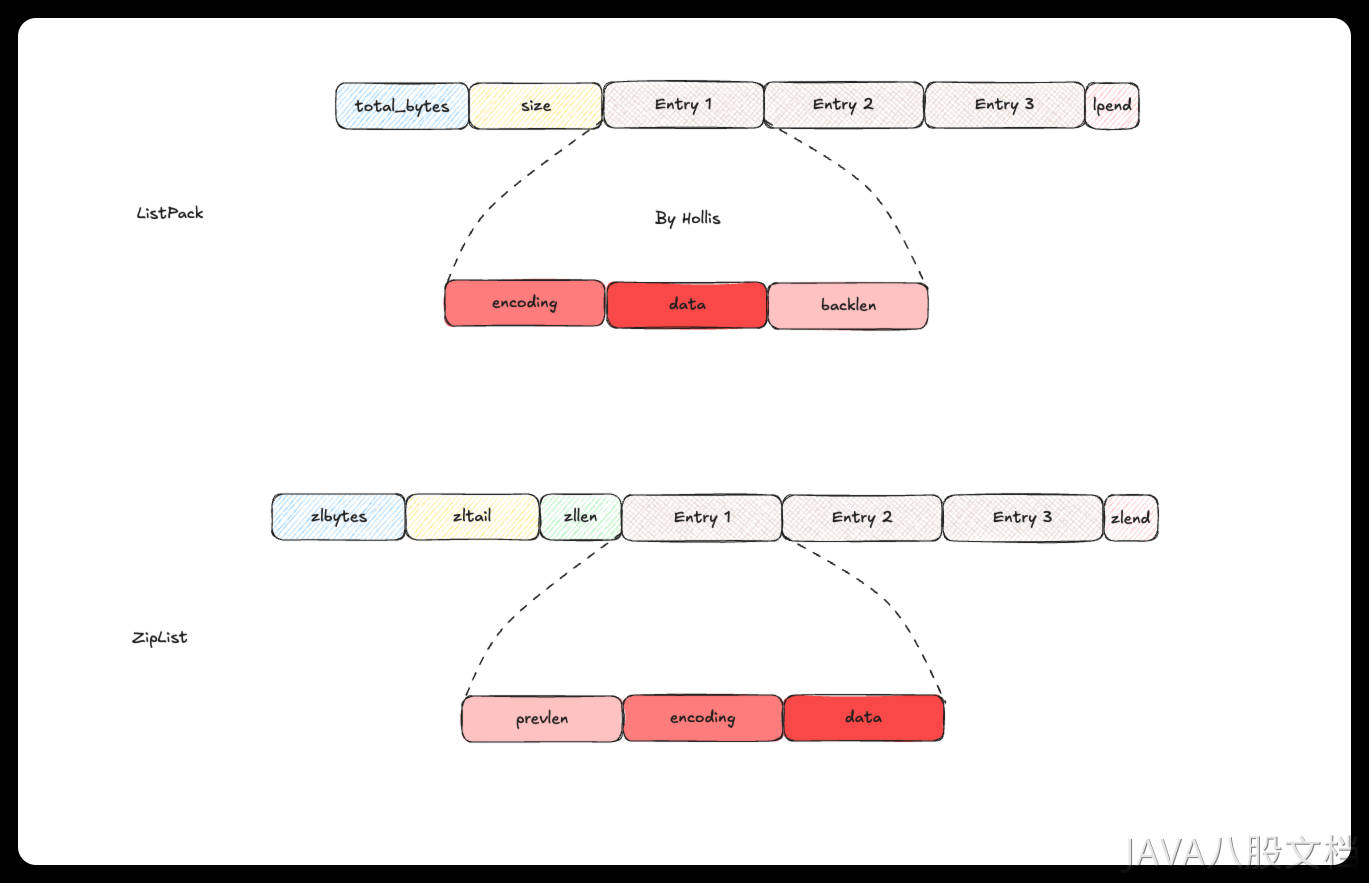 total_bytes size Entry 1 Entry 2 Entry 3 lpend
ListPack
By Hollis
encoding data backlen
zlbytes zltail zllen Entry 1 Entry 2 Entry 3 zlend
ZipList
prevlen encoding data
JAVA八股文档